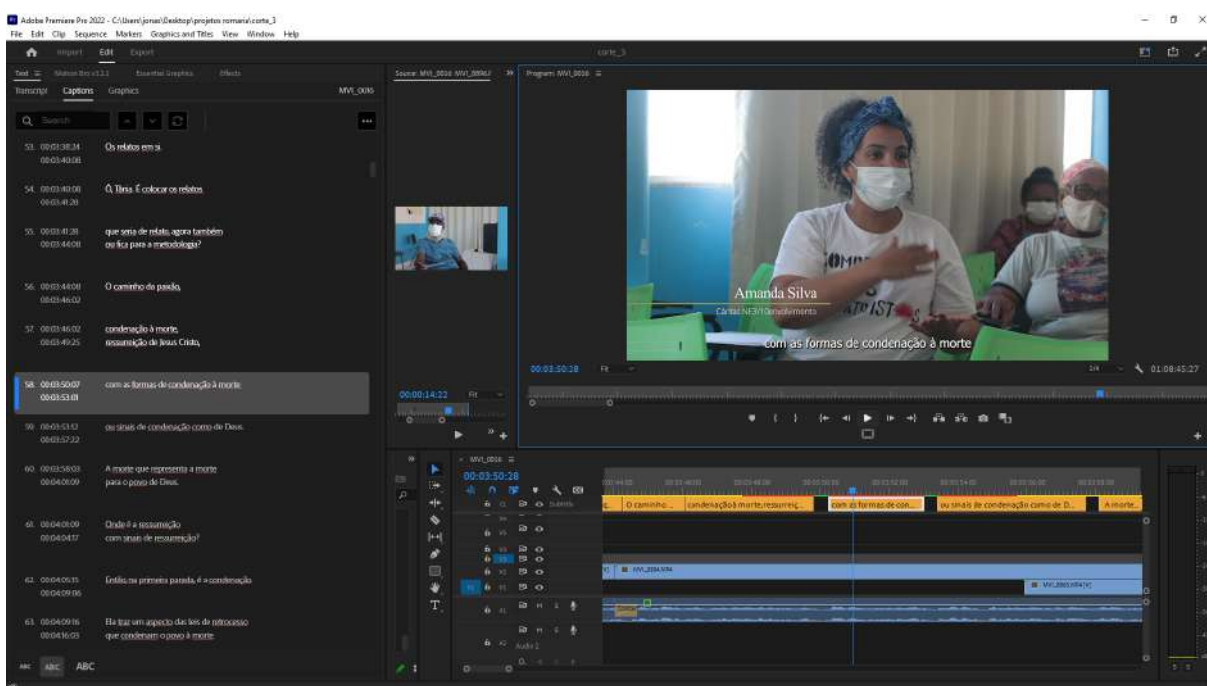 Adobe Premiere Pro 2022 - C:\Users\jonas\Desktop\projetos romaria\corte_3
File Edit Clip Sequence Markers Graphics and Titles View Window Help
Import Edit Export
corte_3
Text Essential Graphics Effects
Transcript Captions Graphics
MVI_0016
Search
53. 00:03:38:24
00:03:40:08
Os relatos em si.
54. 00:03:40:08
00:03:41:28
Ó, Tânia. É colocar os relatos
55. 00:03:41:28
00:03:44:08
que seria de relato, agora também
ou fica para a metodologia?
56. 00:03:44:08
00:03:46:02
O caminho da paixão,
57. 00:03:46:02
00:03:49:25
condenação à morte,
ressurreição de Jesus Cristo,
58. 00:03:50:07
00:03:53:01
com as formas de condenação à morte
59. 00:03:53:12
00:03:57:22
ou sinais de condenação como de Deus.
60. 00:03:58:03
00:04:01:09
A morte que representa a morte
para o povo de Deus.
61. 00:04:01:09
00:04:04:17
Onde é a ressurreição
com sinais de ressurreição?
62. 00:04:05:15
00:04:09:06
Então, na primeira parada, é a condenação.
63. 00:04:09:16
00:04:16:03
Ela traz um aspecto das leis de retrocesso
que condenam o povo à morte
ABC ABC ABC
00:00:14:22 Fit
Program: MVI_0016
Amanda Silva
com as formas de condenação à morte
00:03:50:28 Fit
1/4 01:08:45:27
MVI_0016
00:03:50:28
Subtitle
O caminho ...
condenação à morte, ressurreiç...
com as formas de con...
ou sinais de condenação como de D...
A morte...
Audio 2